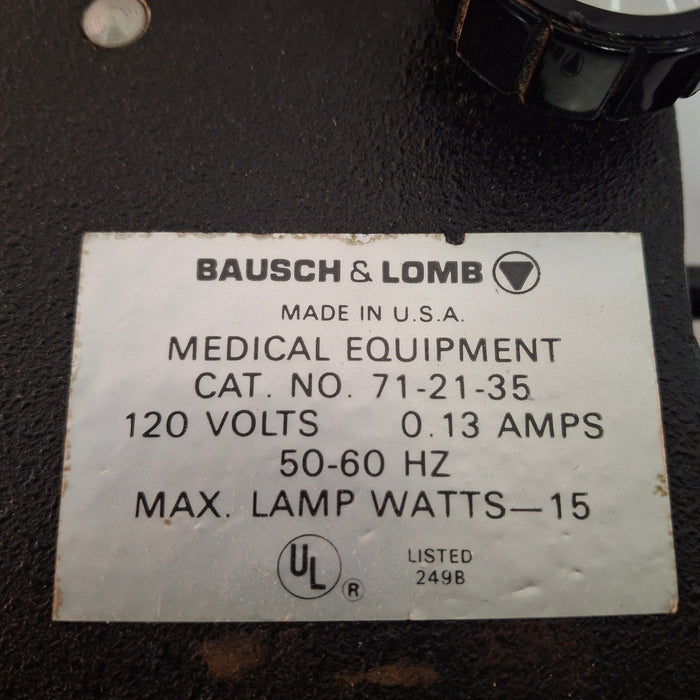 BAUSCH & LOMB
MADE IN U.S.A.
MEDICAL EQUIPMENT
CAT. NO. 71-21-35
120 VOLTS 0.13 AMPS
50-60 HZ
MAX. LAMP WATTS—15
UL ® LISTED
249B